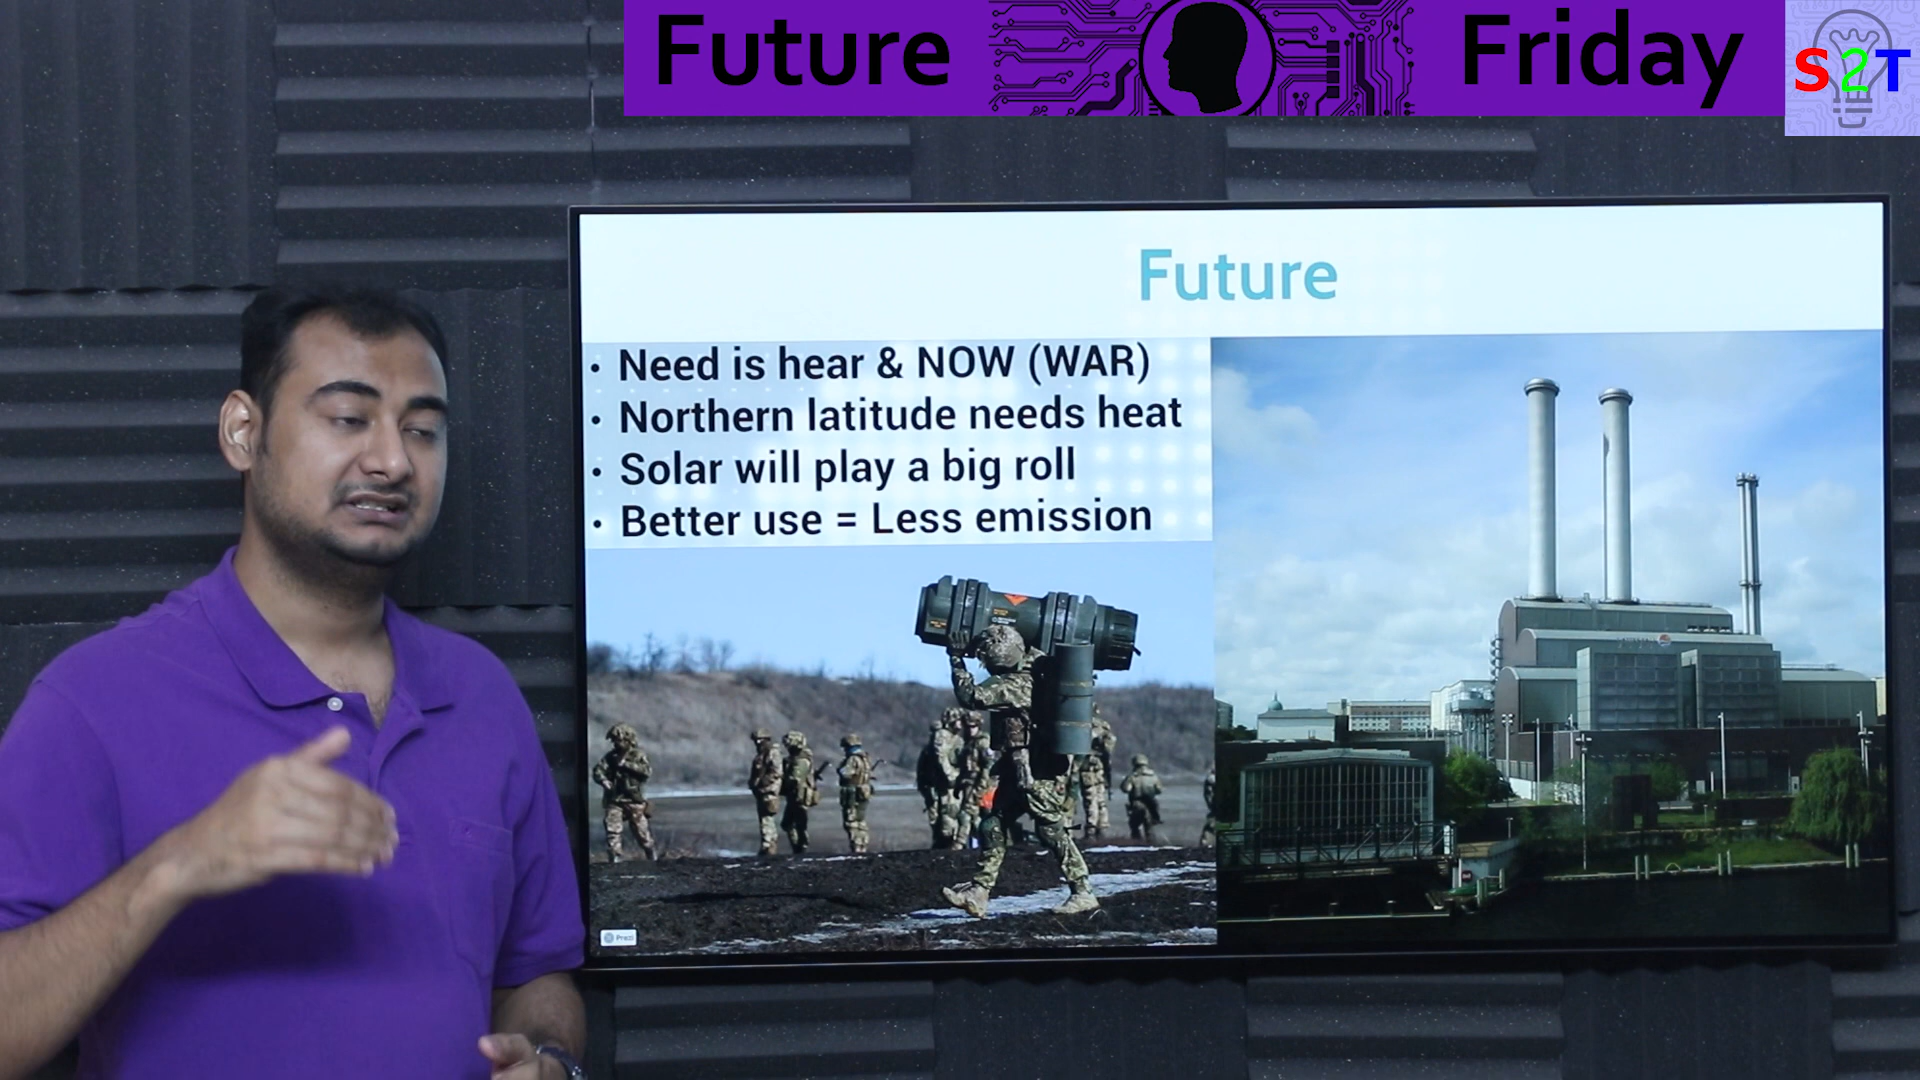 Future Friday
S2T
Future
• Need is hear & NOW (WAR)
• Northern latitude needs heat
• Solar will play a big roll
• Better use = Less emission
Prezi